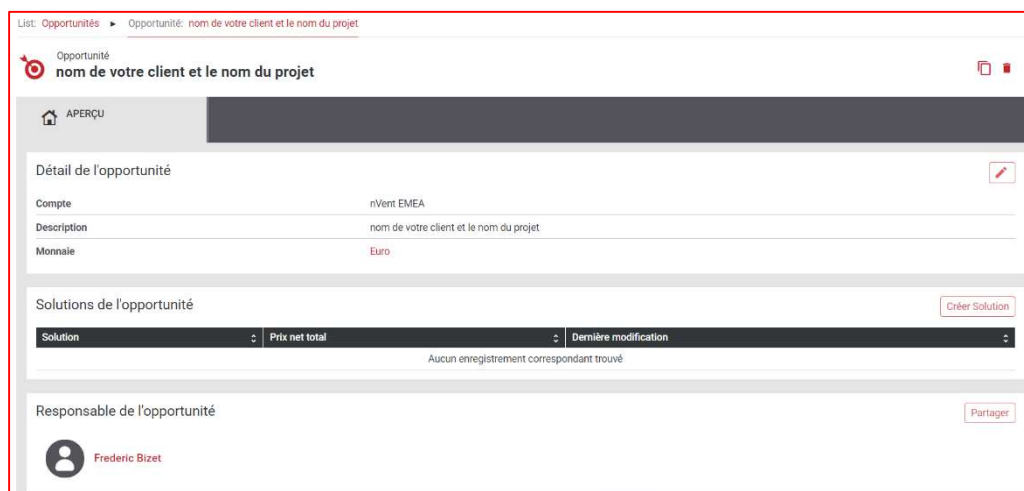 List: Opportunités ► Opportunité: nom de votre client et le nom du projet
Opportunité
nom de votre client et le nom du projet
APERÇU
Détail de l'opportunité
Compte nVent EMEA
Description nom de votre client et le nom du projet
Monnaie Euro
Solutions de l'opportunité Créer Solution
Solution Prix net total Dernière modification
Aucun enregistrement correspondant trouvé
Responsable de l'opportunité Partager
Frederic Bizet